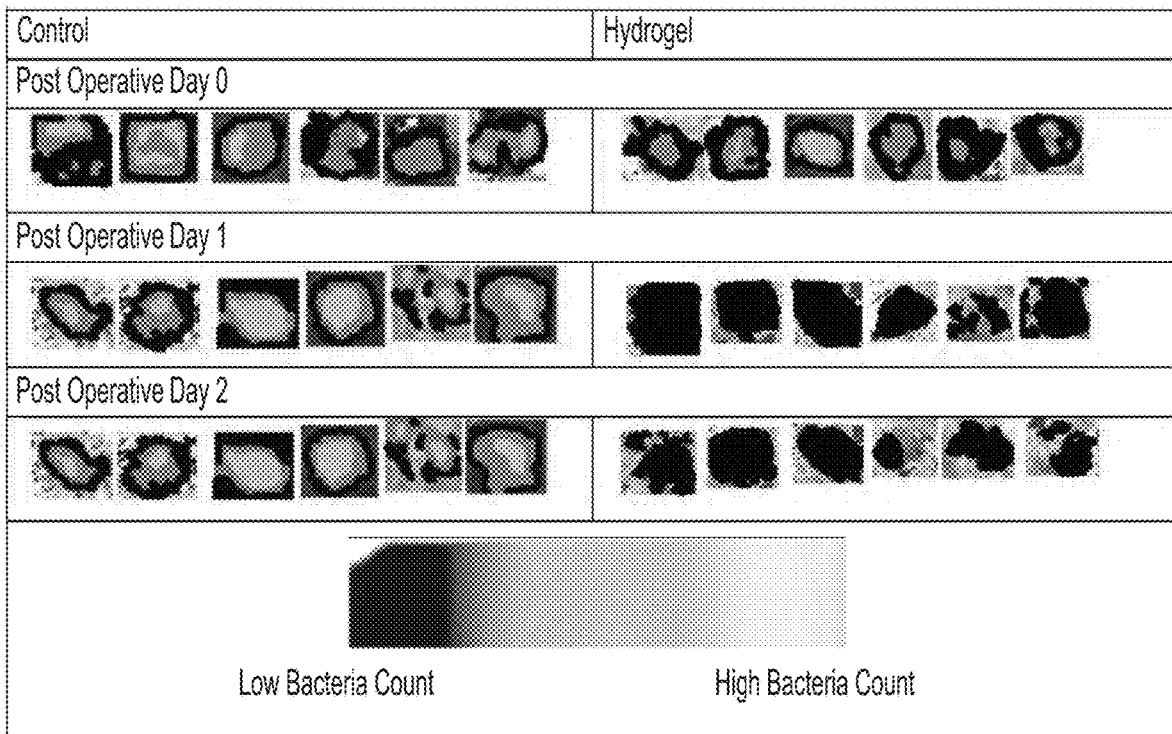 Control
Hydrogel
Post Operative Day 0
Post Operative Day 1
Post Operative Day 2
Low Bacteria Count
High Bacteria Count